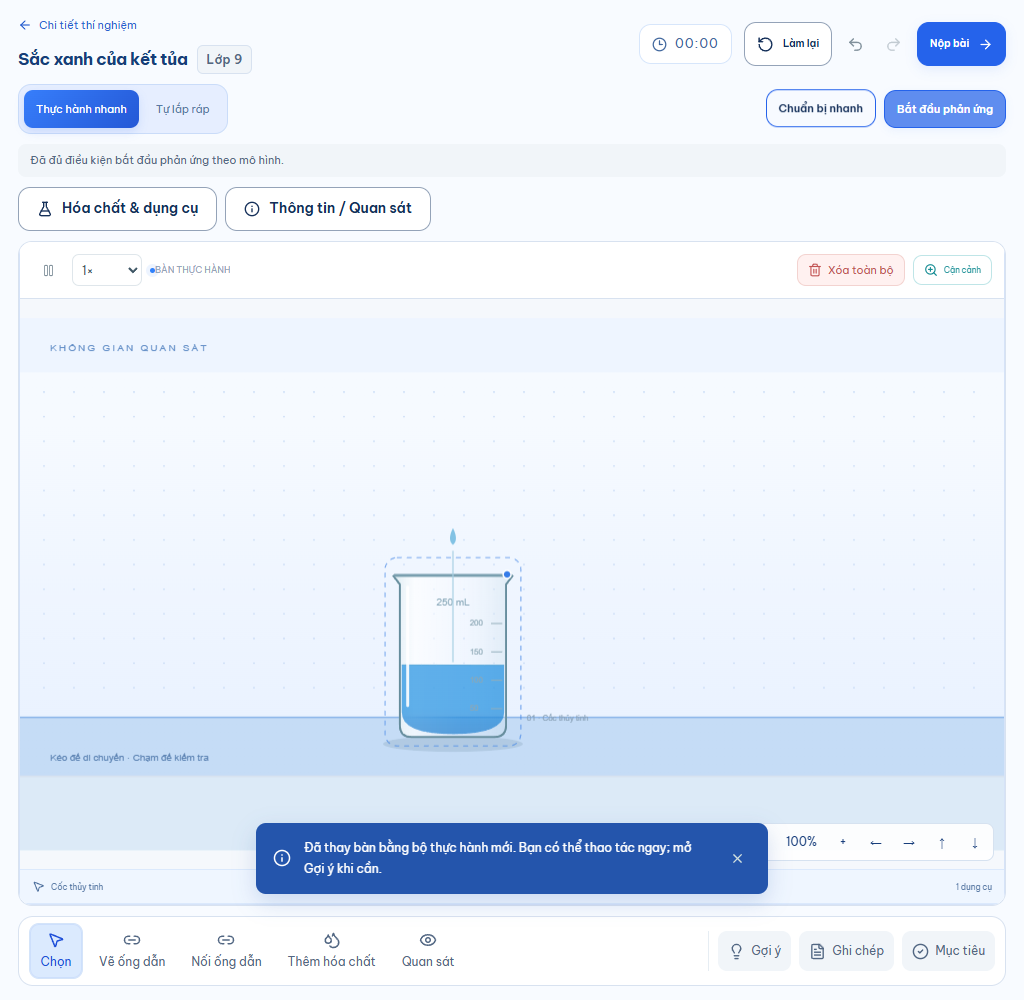 Chi tiết thí nghiệm
Sắc xanh của kết tủa
Lớp 9
00:00
Làm lại
Nộp bài
Thực hành nhanh
Tự lắp ráp
Chuẩn bị nhanh
Bắt đầu phản ứng
Đã đủ điều kiện bắt đầu phản ứng theo mô hình.
Hóa chất & dụng cụ
Thông tin / Quan sát
1×
BÀN THỰC HÀNH
Xóa toàn bộ
Cận cảnh
KHÔNG GIAN QUAN SÁT
250 mL
200
150
01 · Cốc thủy tinh
Kéo để di chuyển · Chạm để kiểm tra
Đã thay bàn bằng bộ thực hành mới. Bạn có thể thao tác ngay; mở
Gợi ý khi cần.
100%
+
←
→
↑
↓
Cốc thủy tinh
1 dụng cụ
Chọn
Vẽ ống dẫn
Nối ống dẫn
Thêm hóa chất
Quan sát
Gợi ý
Ghi chép
Mục tiêu